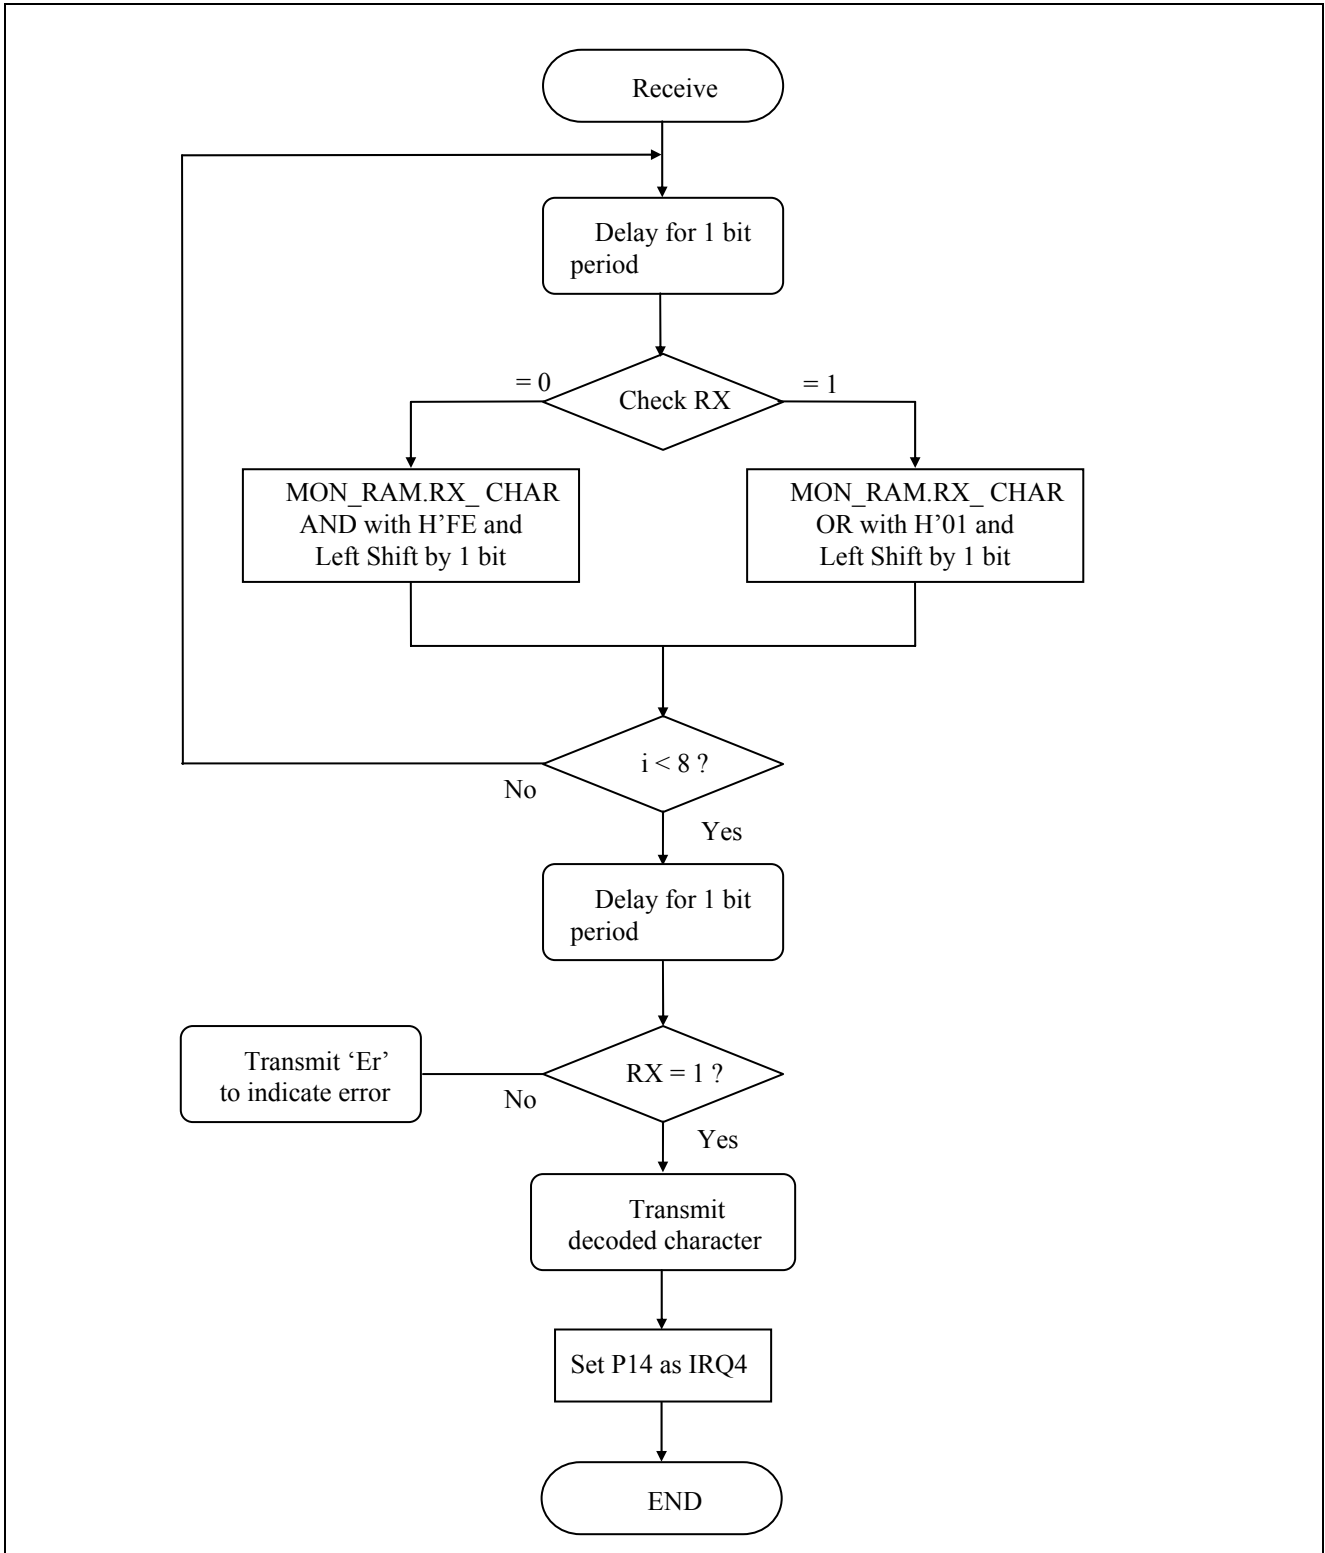 Receive
Delay for 1 bit
period
= 0
Check RX
= 1
MON_RAM.RX_ CHAR
AND with H’FE and
Left Shift by 1 bit
MON_RAM.RX_ CHAR
OR with H’01 and
Left Shift by 1 bit
i < 8 ?
No
Yes
Delay for 1 bit
period
Transmit ‘Er’
to indicate error
RX = 1 ?
No
Yes
Transmit
decoded character
Set P14 as IRQ4
END